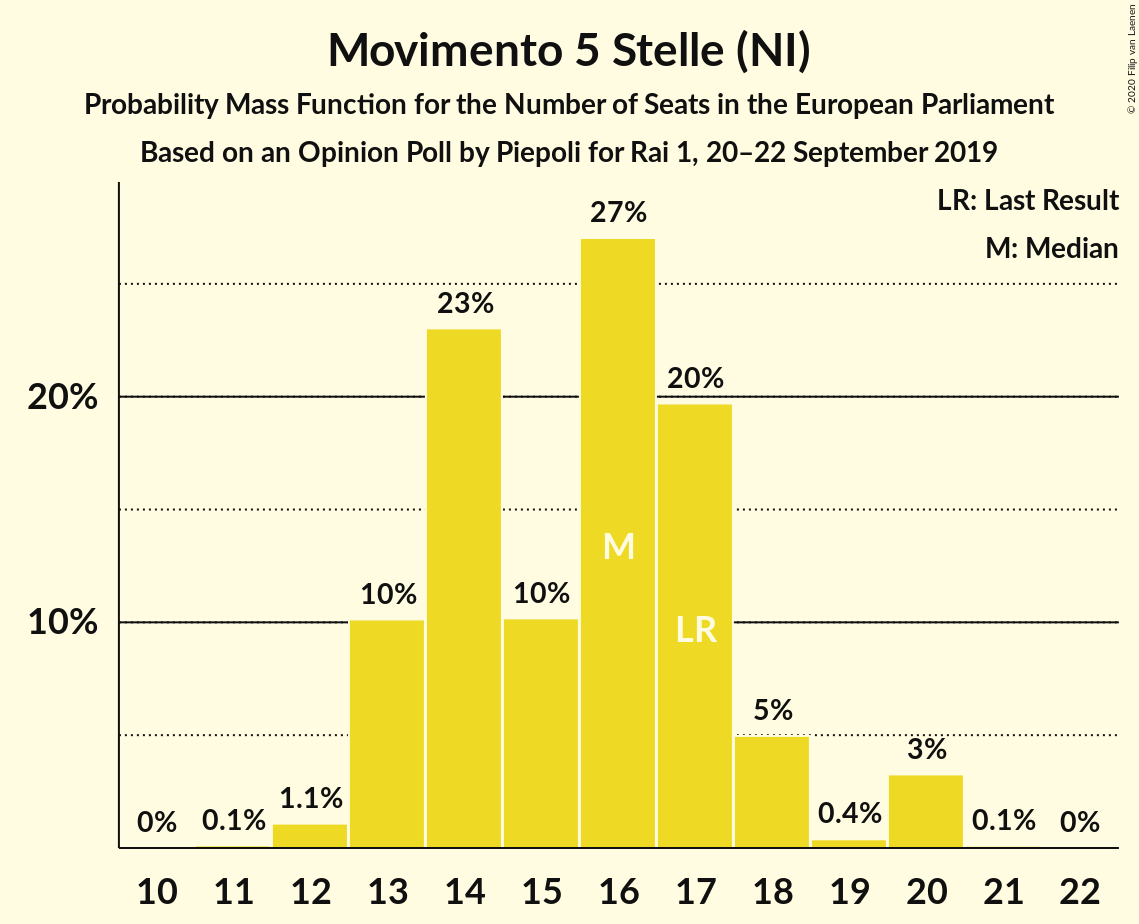 Movimento 5 Stelle (NI)
Probability Mass Function for the Number of Seats in the European Parliament
Based on an Opinion Poll by Piepoli for Rai 1, 20–22 September 2019
© 2020 Filip van Laenen
LR: Last Result
M: Median
27%
23%
20%
20%
M
10%
10%
10%
LR
5%
3%
1.1%
0%
0.1%
0.4%
0.1%
0%
10 11 12 13 14 15 16 17 18 19 20 21 22